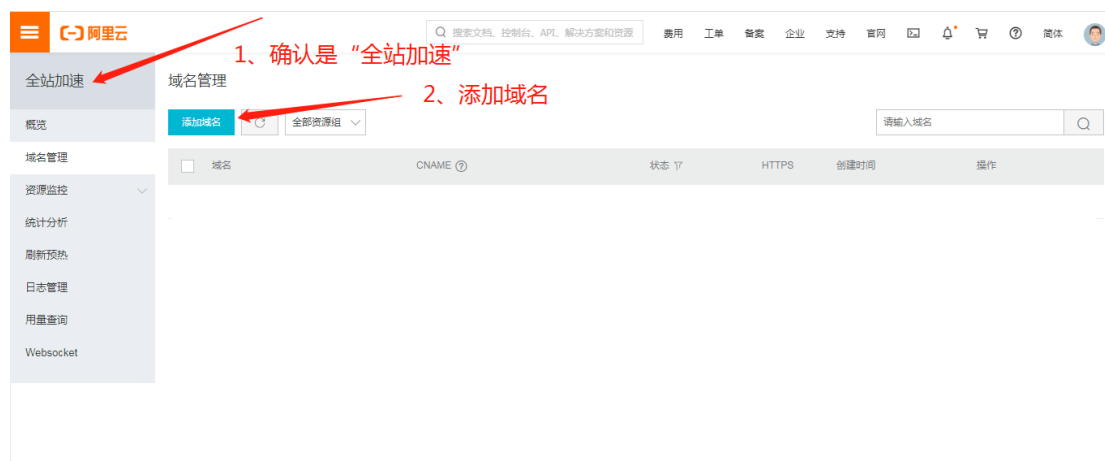 阿里云
搜索文档、控制台、API、解决方案和资源
费用 工单 备案 企业 支持 官网 简体
1、确认是“全站加速”
全站加速
域名管理
2、添加域名
添加域名
全部资源组
请输入域名
概览
域名管理
资源监控
统计分析
刷新预热
日志管理
用量查询
Websocket
域名 CNAME ? 状态 HTTPS 创建时间 操作